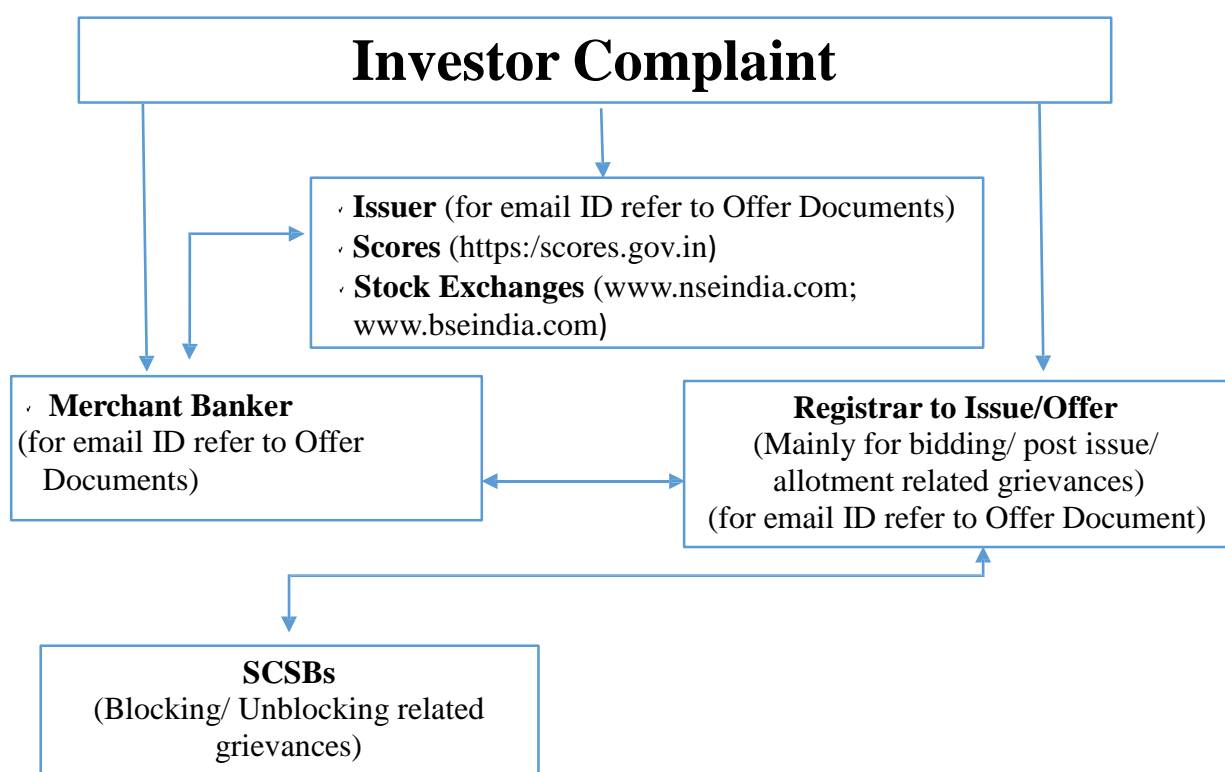 Investor Complaint
✓ Issuer (for email ID refer to Offer Documents)
✓ Scores (https:/scores.gov.in)
✓ Stock Exchanges (www.nseindia.com;
www.bseindia.com)
✓ Merchant Banker
(for email ID refer to Offer
Documents)
Registrar to Issue/Offer
(Mainly for bidding/ post issue/
allotment related grievances)
(for email ID refer to Offer Document)
SCSBs
(Blocking/ Unblocking related
grievances)